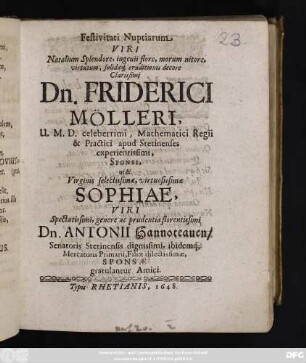 23
Festivitati Nuptiarum
VIRI
Natalium Splendore, ingenii flore, morum nitore,
virtutum, solidæq; eruditionis decore
Clarissimi
Dn. FRIDERICI
MÖLLERI,
U. M. D. celeberrimi, Mathematici Regii
& Practici apud Stetinenses
experientissimi,
SPONSI,
ut &
Virginis selectissimæ, virtuosissimæ
SOPHIAE,
VIRI
Spectatissimi, genere ac prudentia florentissimi
Dn. ANTONII Hannoteauen/
Senatoris Stetinensis dignissimi, ibidemq;
Mercatoris Primarii, Filiæ dilectissimæ,
SPONSÆ
gratulantur Amici.
Typis RHETIANIS, 1648.